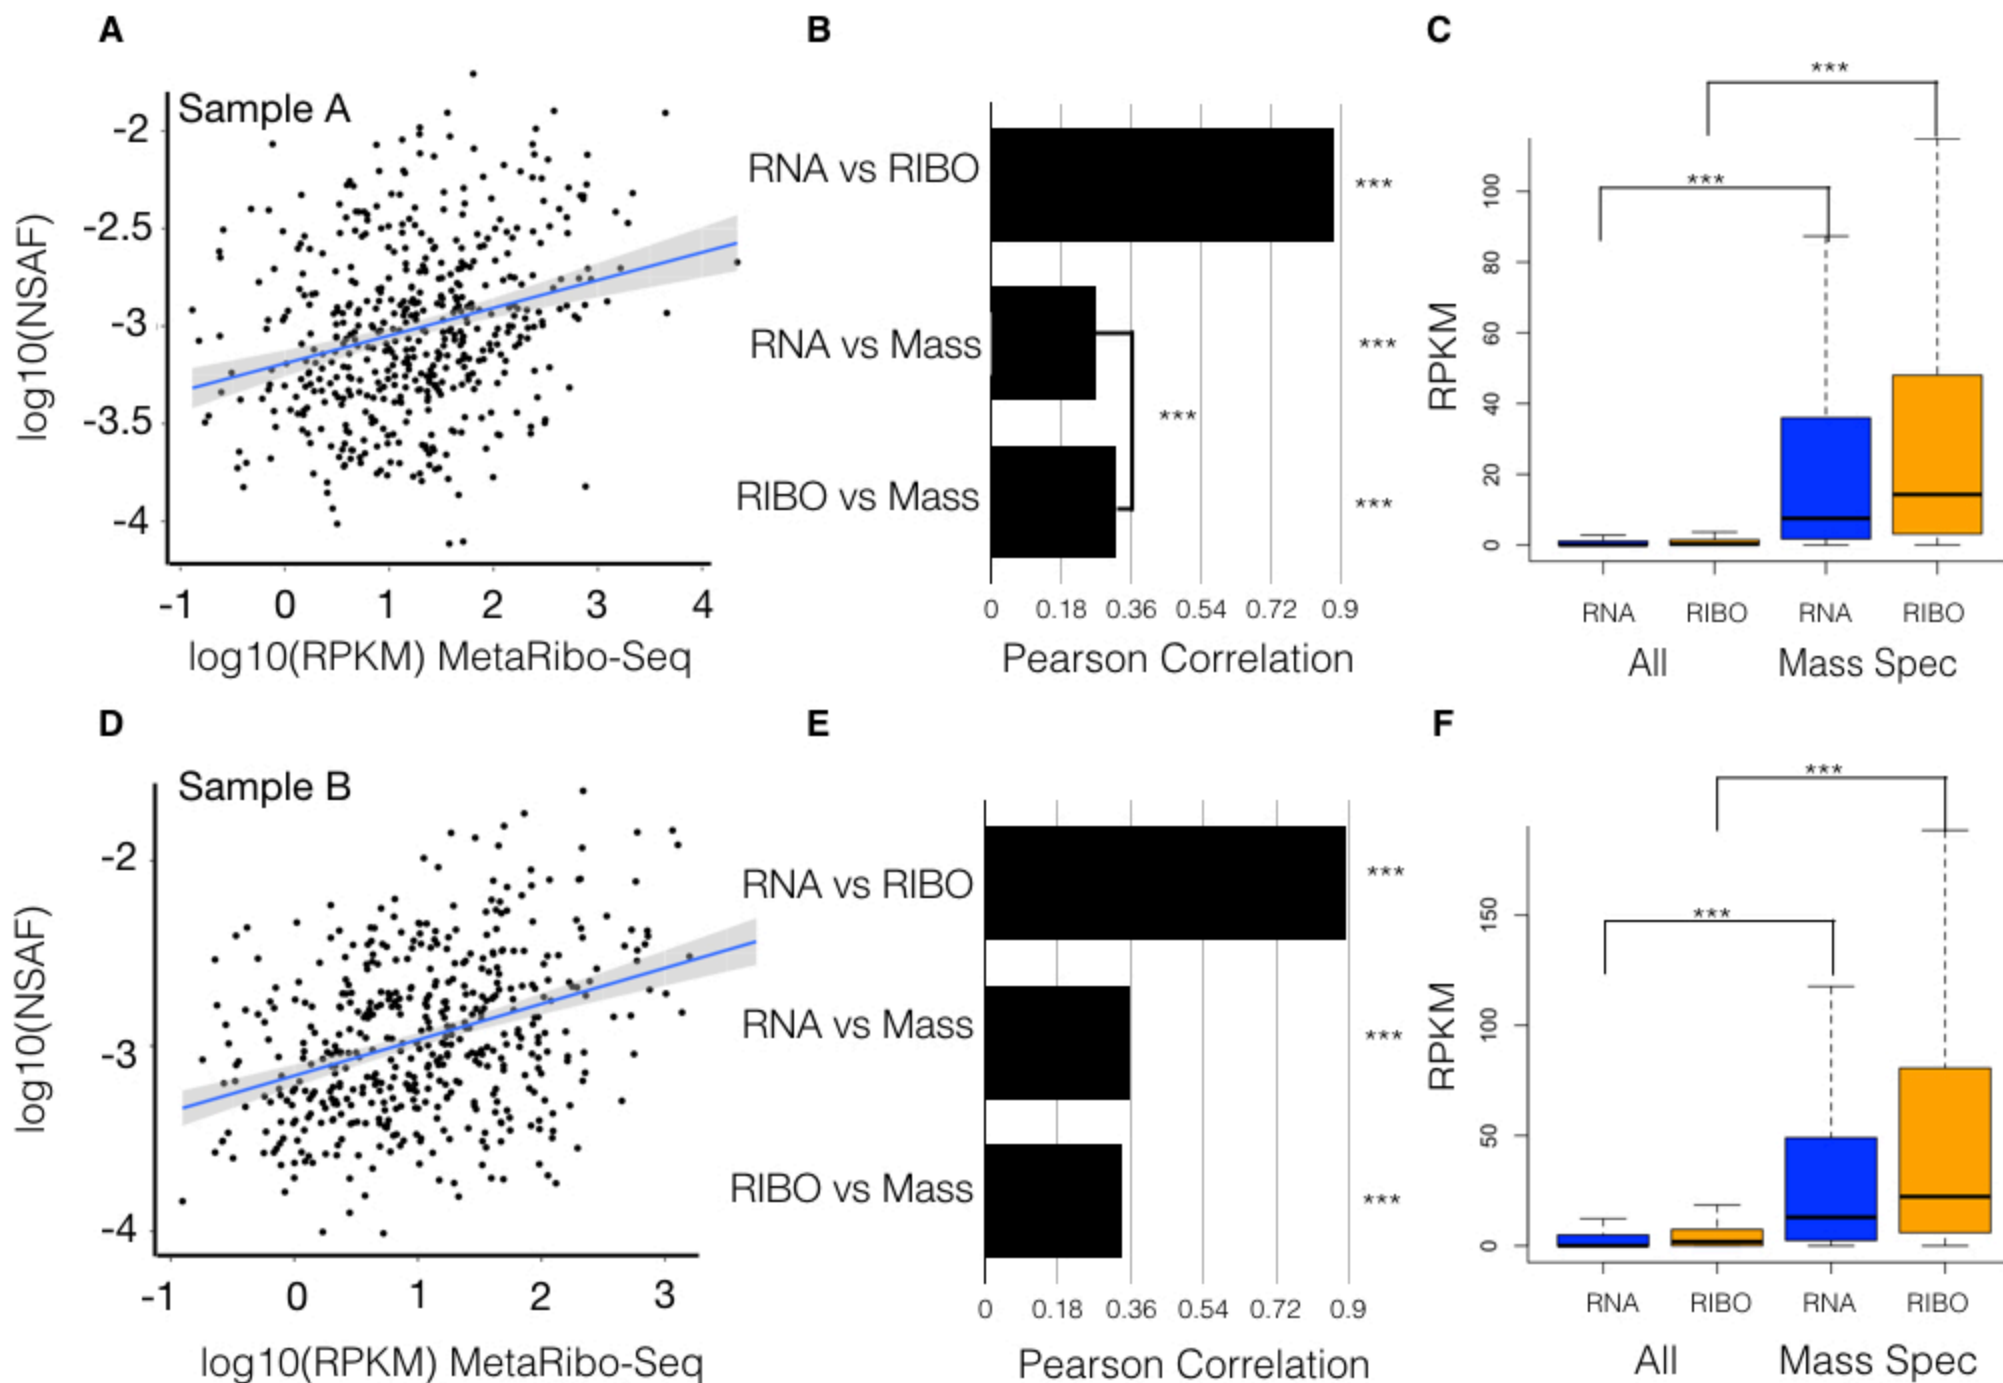 A
Sample A
-2
-2.5
-3
-3.5
-4
log10(NSAF)
-1 0 1 2 3 4
log10(RPKM) MetaRibo-Seq
B
RNA vs RIBO
***
RNA vs Mass
***
***
RIBO vs Mass
***
0 0.18 0.36 0.54 0.72 0.9
Pearson Correlation
C
***
***
RPKM
100
80
60
40
20
0
RNA RIBO RNA RIBO
All Mass Spec
D
Sample B
-2
-3
-4
log10(NSAF)
-1 0 1 2 3
log10(RPKM) MetaRibo-Seq
E
RNA vs RIBO
***
RNA vs Mass
***
RIBO vs Mass
***
0 0.18 0.36 0.54 0.72 0.9
Pearson Correlation
F
***
***
RPKM
150
100
50
0
RNA RIBO RNA RIBO
All Mass Spec